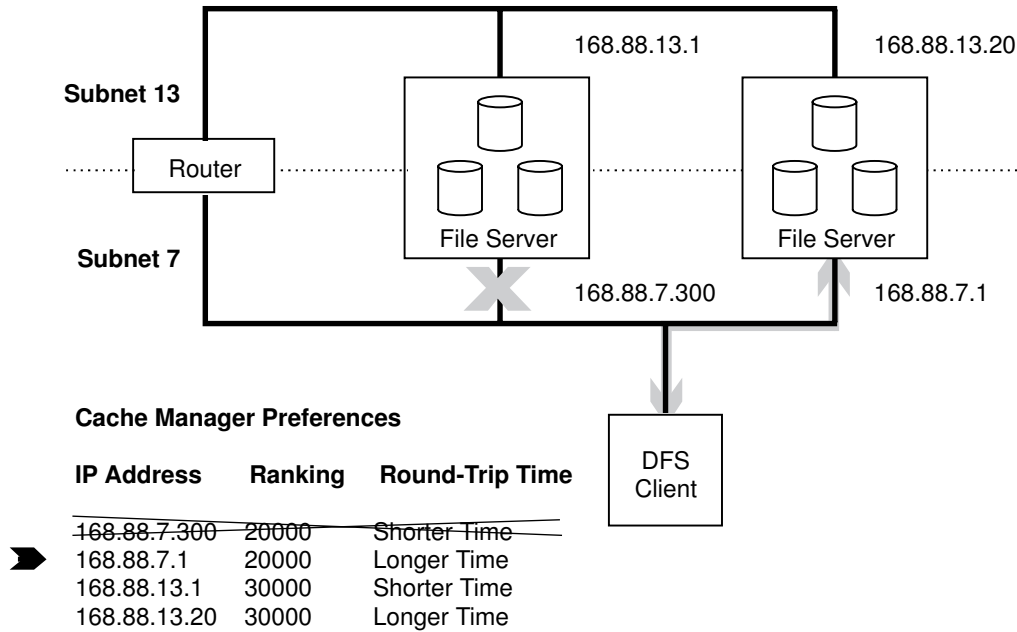 168.88.13.1
168.88.13.20
Subnet 13
Router
File Server
File Server
Subnet 7
168.88.7.300
168.88.7.1
Cache Manager Preferences
DFS
Client
IP Address Ranking Round-Trip Time
168.88.7.300 20000 Shorter Time
168.88.7.1 20000 Longer Time
168.88.13.1 30000 Shorter Time
168.88.13.20 30000 Longer Time